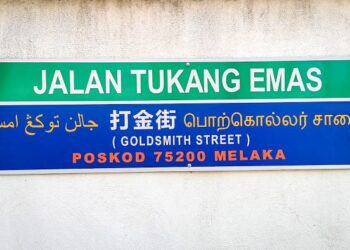 JALAN TUKANG EMAS
جالن توكڠ امس 打金街 பொற்கொல்லர் சாலை
( GOLDSMITH STREET )
POSKOD 75200 MELAKA